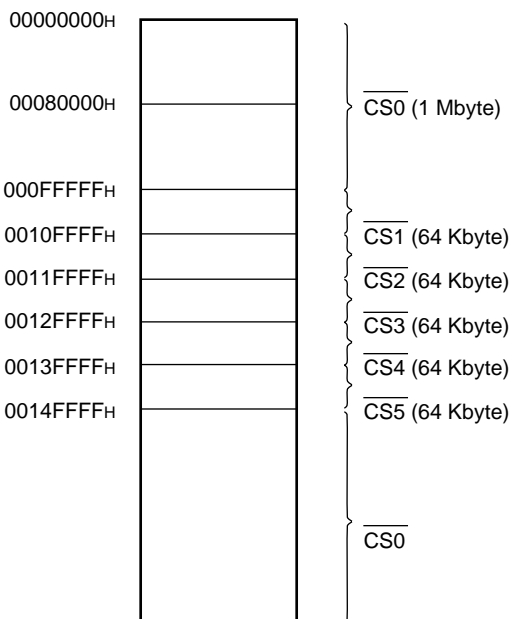 00000000H
00080000H
CS0 (1 Mbyte)
000FFFFFH
0010FFFFH
CS1 (64 Kbyte)
0011FFFFH
CS2 (64 Kbyte)
0012FFFFH
CS3 (64 Kbyte)
0013FFFFH
CS4 (64 Kbyte)
0014FFFFH
CS5 (64 Kbyte)
CS0